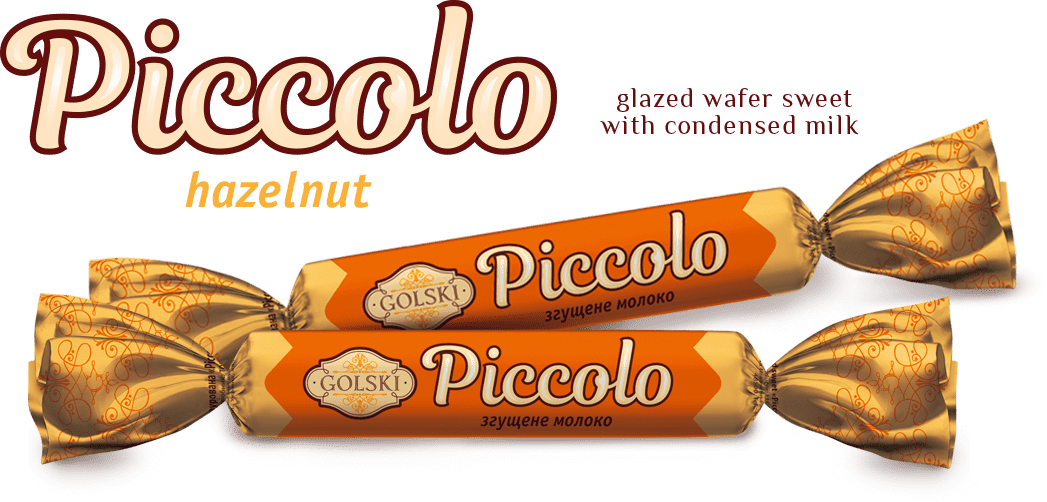 Piccolo
hazelnut
glazed wafer sweet
with condensed milk
GOLSKI
Piccolo
згущене молоко
GOLSKI
Piccolo
згущене молоко